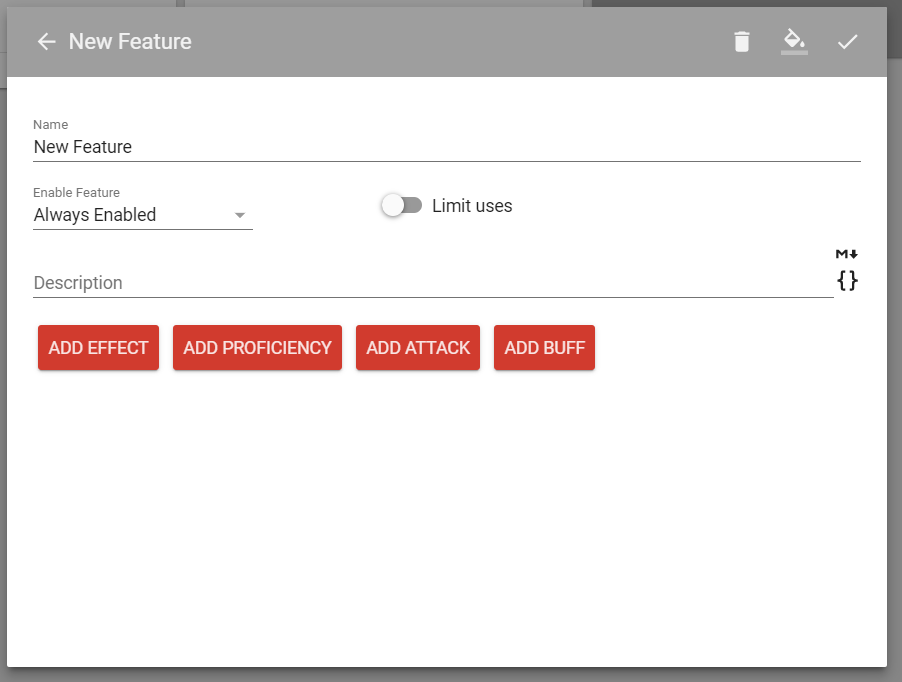 New Feature
Name
New Feature
Enable Feature
Always Enabled
Limit uses
M
Description
{}
ADD EFFECT ADD PROFICIENCY ADD ATTACK ADD BUFF